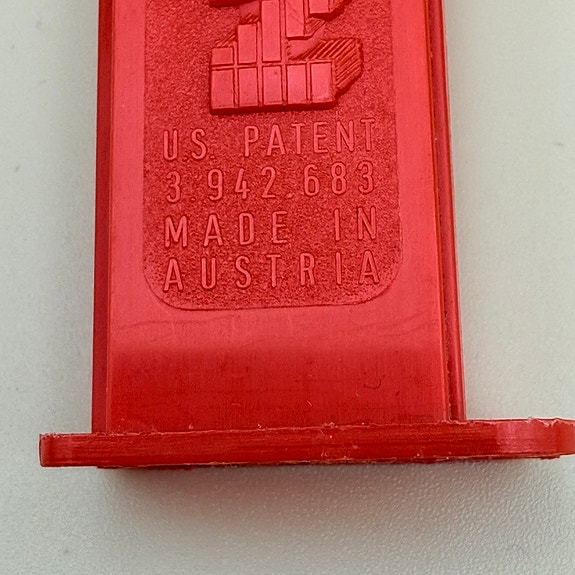 Z
U.S. PATENT
3.942.683
MADE IN
AUSTRIA